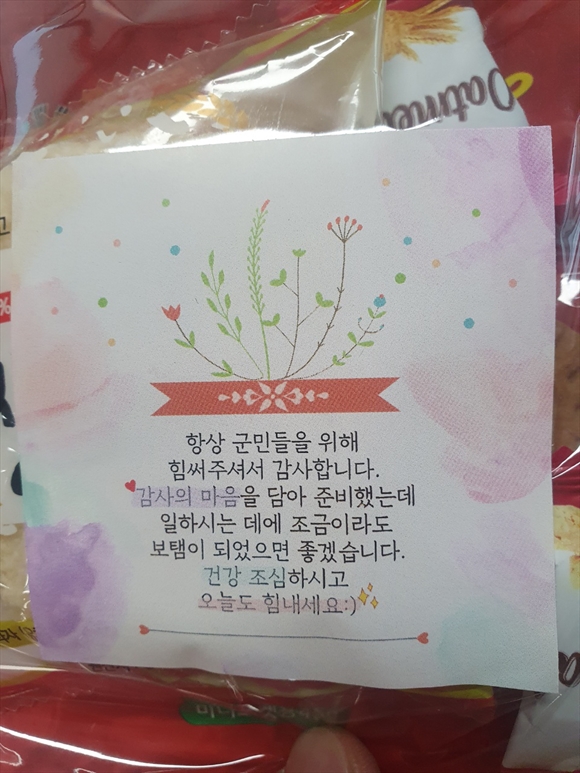 Oatme
항상 군민들을 위해
힘써주셔서 감사합니다.
감사의 마음을 담아 준비했는데
일하시는 데에 조금이라도
보탬이 되었으면 좋겠습니다.
건강 조심하시고
오늘도 힘내세요:)